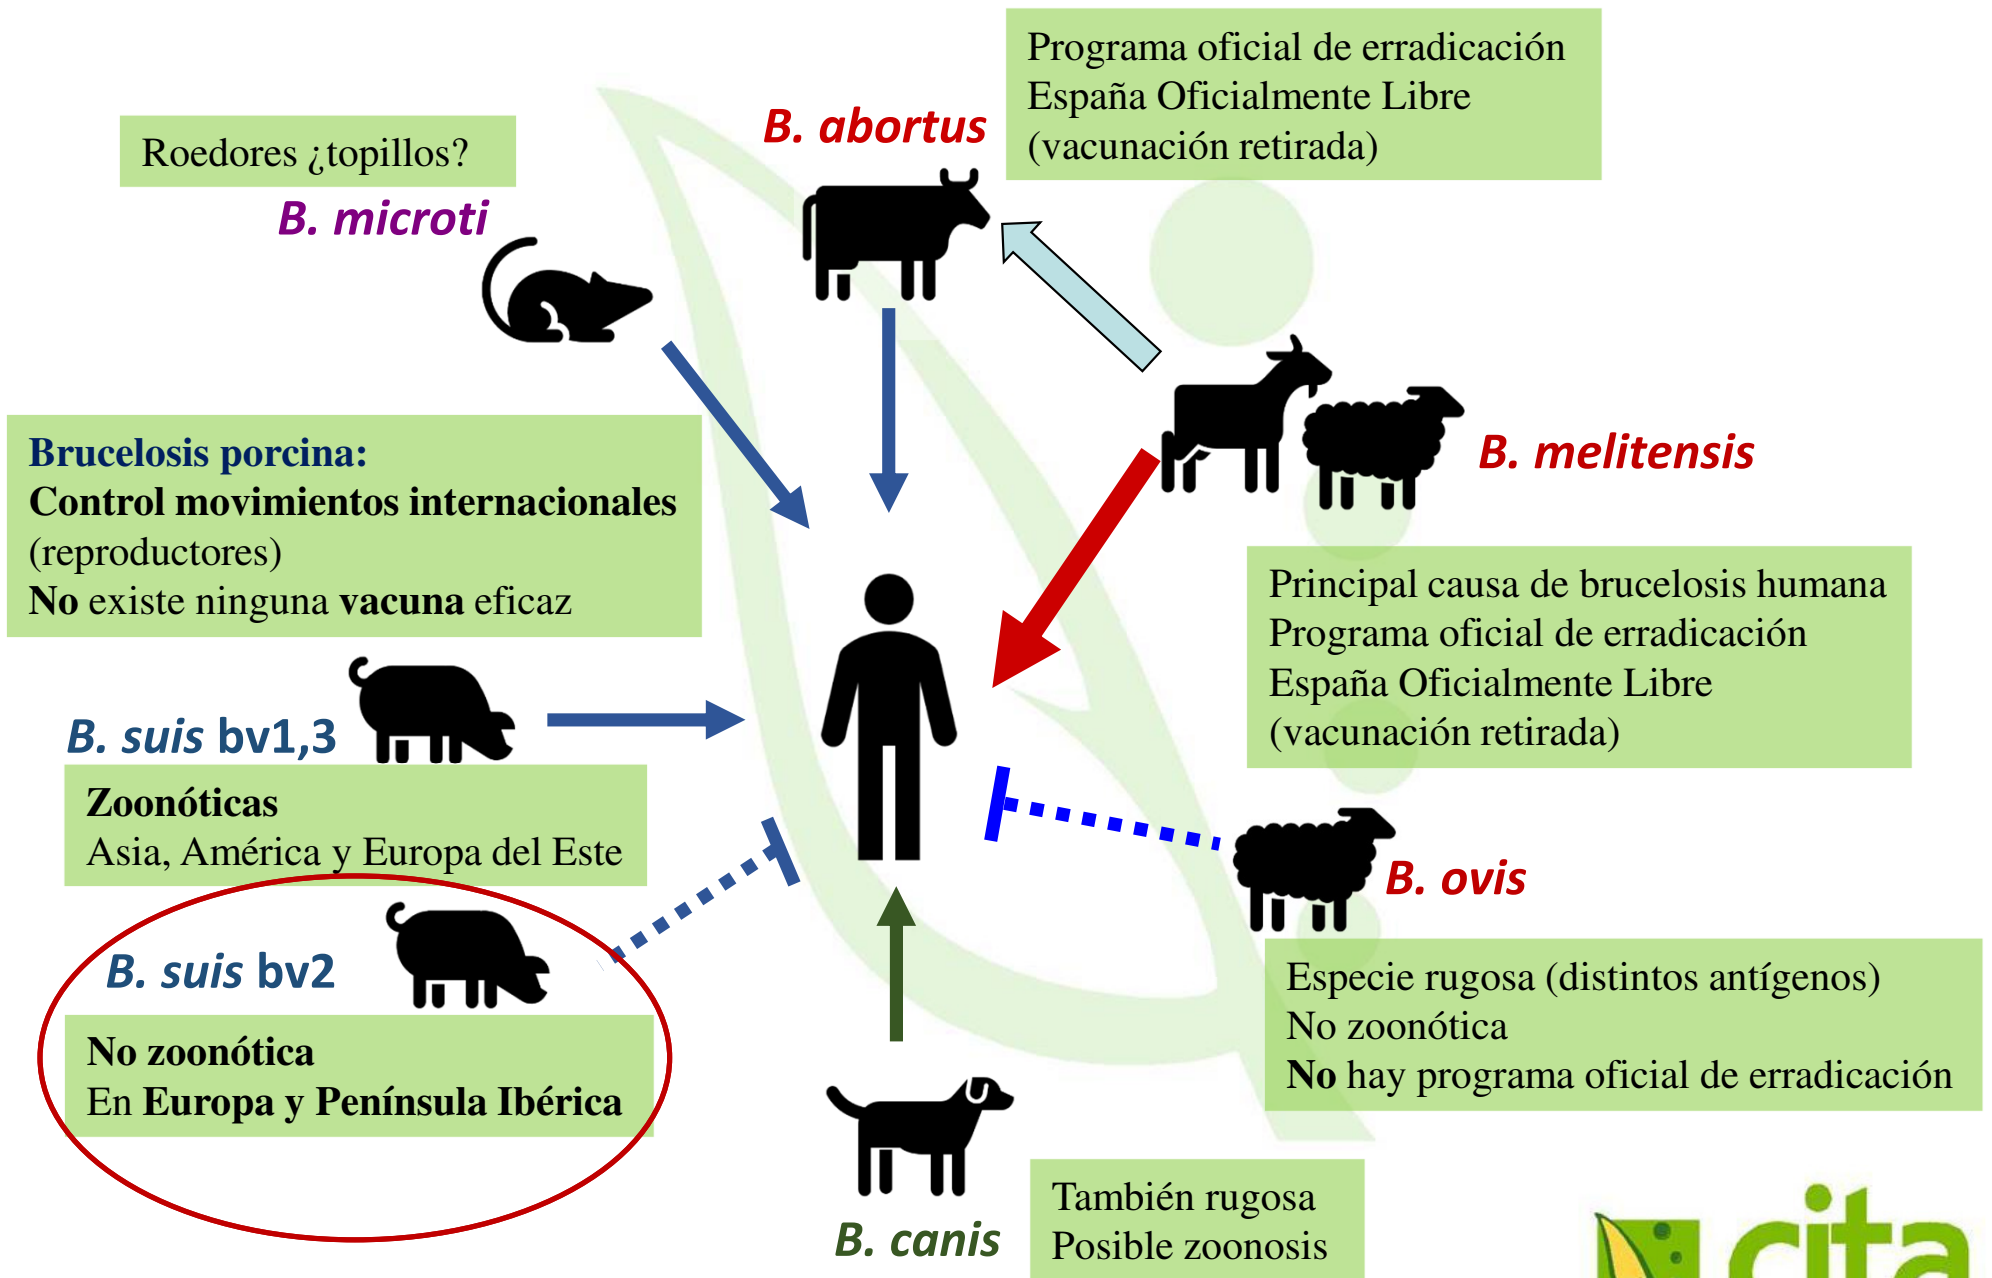 Programa oficial de erradicación
España Oficialmente Libre
(vacunación retirada)
B. abortus
Roedores ¿topillos?
B. microti
B. melitensis
Brucelosis porcina:
Control movimientos internacionales
(reproductores)
No existe ninguna vacuna eficaz
Principal causa de brucelosis humana
Programa oficial de erradicación
España Oficialmente Libre
(vacunación retirada)
B. suis bv1,3
Zoonóticas
Asia, América y Europa del Este
B. ovis
Especie rugosa (distintos antígenos)
No zoonótica
No hay programa oficial de erradicación
B. suis bv2
No zoonótica
En Europa y Península Ibérica
B. canis
También rugosa
Posible zoonosis
cita